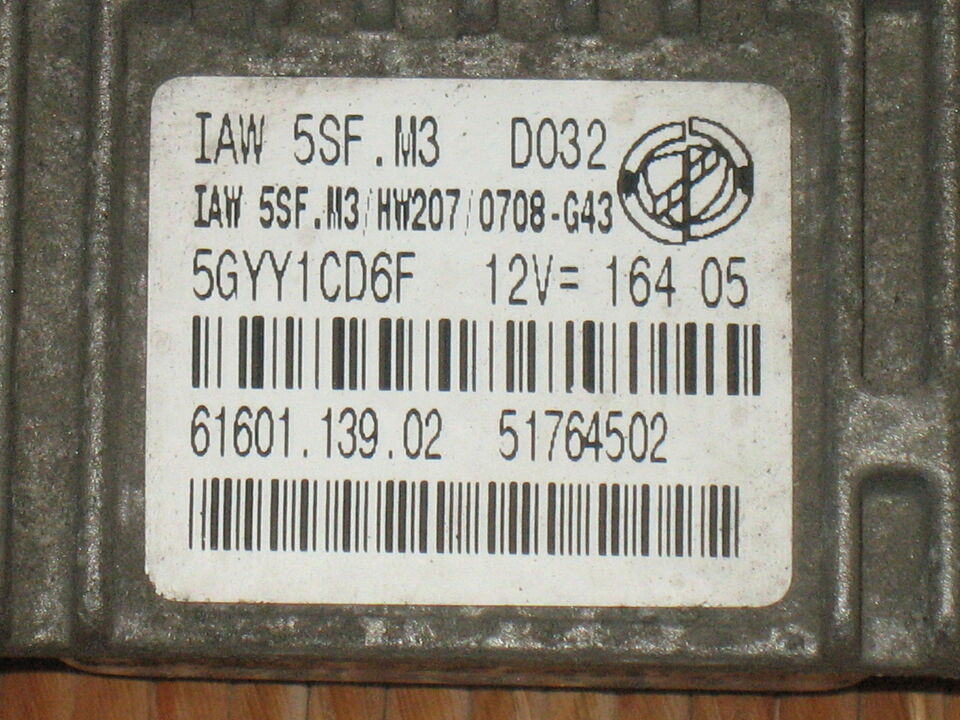 IAW 5SF.M3 D032
IAW 5SF.M3/HW207/0708-G43
5GYY1CD6F 12V= 164 05
61601.139.02 51764502